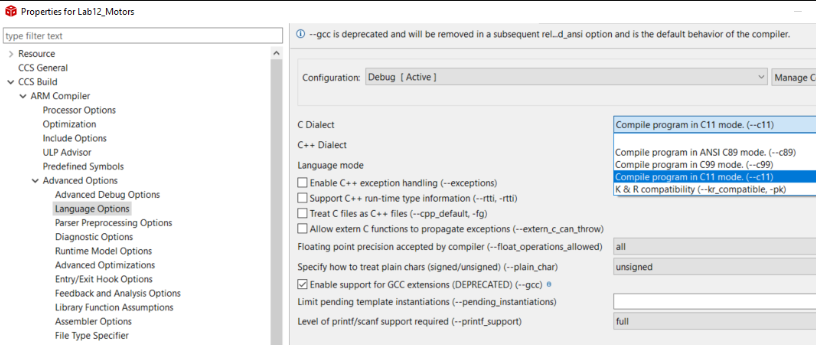 Properties for Lab12_Motors
type filter text
Resource
CCS General
CCS Build
ARM Compiler
Processor Options
Optimization
Include Options
ULP Advisor
Predefined Symbols
Advanced Options
Advanced Debug Options
Language Options
Parser Preprocessing Options
Diagnostic Options
Runtime Model Options
Advanced Optimizations
Entry/Exit Hook Options
Feedback and Analysis Options
Library Function Assumptions
Assembler Options
File Type Specifier
--gcc is deprecated and will be removed in a subsequent rel...d_ansi option and is the default behavior of the compiler.
Configuration: Debug [ Active ] Manage C
C Dialect Compile program in C11 mode. (--c11)
C++ Dialect
Compile program in ANSI C89 mode. (--c89)
Language mode Compile program in C99 mode. (--c99)
Compile program in C11 mode. (--c11)
Enable C++ exception handling (--exceptions)
K & R compatibility (--kr_compatible, -pk)
Support C++ run-time type information (--rtti, -rtti)
Treat C files as C++ files (--cpp_default, -fg)
Allow extern C functions to propagate exceptions (--extern_c_can_throw)
Floating point precision accepted by compiler (--float_operations_allowed) all
Specify how to treat plain chars (signed/unsigned) (--plain_char) unsigned
Enable support for GCC extensions (DEPRECATED) (--gcc)
Limit pending template instantiations (--pending_instantiations)
Level of printf/scanf support required (--printf_support) full